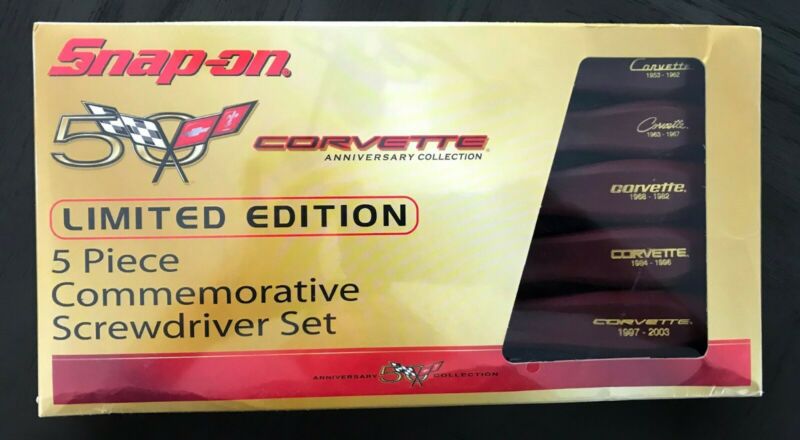 Snap-on
50
CORVETTE
ANNIVERSARY COLLECTION
LIMITED EDITION
5 Piece
Commemorative
Screwdriver Set
Corvette
1953 - 1962
Corvette
1963 - 1967
corvette
1968 - 1982
CORVETTE
1984 - 1996
CORVETTE
1997 - 2003
ANNIVERSARY 50 COLLECTION